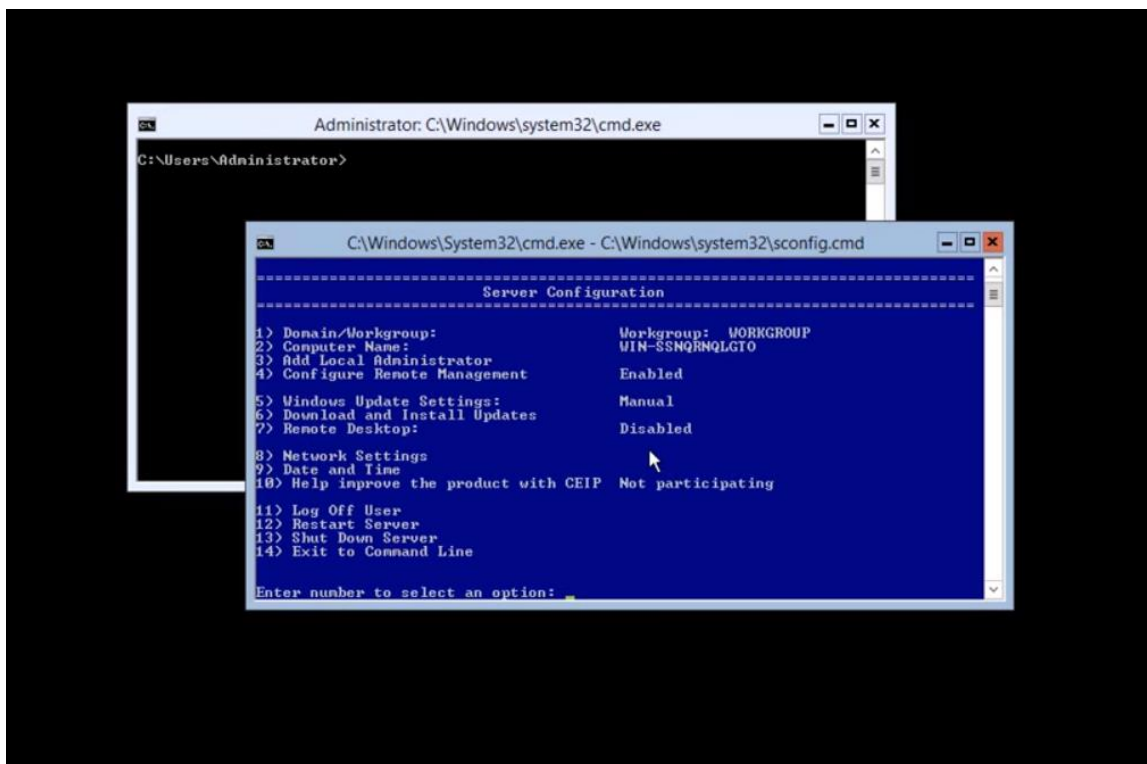 Administrator: C:\Windows\system32\cmd.exe
C:\Users\Administrator>
C:\Windows\System32\cmd.exe - C:\Windows\system32\sconfig.cmd
===============================================================================
Server Configuration
===============================================================================
1) Domain/Workgroup: Workgroup: WORKGROUP
2) Computer Name: WIN-SSNQRNQLGTO
3) Add Local Administrator
4) Configure Remote Management Enabled
5) Windows Update Settings: Manual
6) Download and Install Updates
7) Remote Desktop: Disabled
8) Network Settings
9) Date and Time
10) Help improve the product with CEIP Not participating
11) Log Off User
12) Restart Server
13) Shut Down Server
14) Exit to Command Line
Enter number to select an option: _